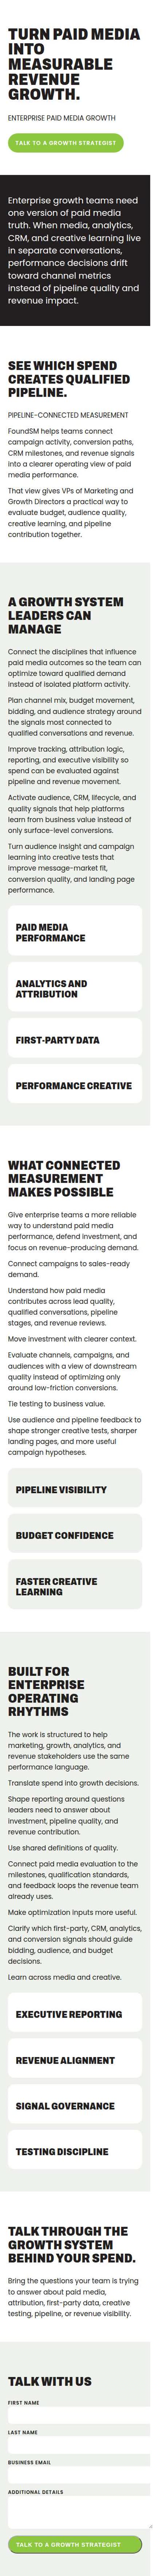 TURN PAID MEDIA
INTO
MEASURABLE
REVENUE
GROWTH.
ENTERPRISE PAID MEDIA GROWTH
TALK TO A GROWTH STRATEGIST
Enterprise growth teams need
one version of paid media
truth. When media, analytics,
CRM, and creative learning live
in separate conversations,
performance decisions drift
toward channel metrics
instead of pipeline quality and
revenue impact.
SEE WHICH SPEND
CREATES QUALIFIED
PIPELINE.
PIPELINE-CONNECTED MEASUREMENT
FoundSM helps teams connect
campaign activity, conversion paths,
CRM milestones, and revenue signals
into a clearer operating view of paid
media performance.
That view gives VPs of Marketing and
Growth Directors a practical way to
evaluate budget, audience quality,
creative learning, and pipeline
contribution together.
A GROWTH SYSTEM
LEADERS CAN
MANAGE
Connect the disciplines that influence
paid media outcomes so the team can
optimize toward qualified demand
instead of isolated platform activity.
Plan channel mix, budget movement,
bidding, and audience strategy around
the signals most connected to
qualified conversations and revenue.
Improve tracking, attribution logic,
reporting, and executive visibility so
spend can be evaluated against
pipeline and revenue movement.
Activate audience, CRM, lifecycle, and
quality signals that help platforms
learn from business value instead of
only surface-level conversions.
Turn audience insight and campaign
learning into creative tests that
improve message-market fit,
conversion quality, and landing page
performance.
PAID MEDIA
PERFORMANCE
ANALYTICS AND
ATTRIBUTION
FIRST-PARTY DATA
PERFORMANCE CREATIVE
WHAT CONNECTED
MEASUREMENT
MAKES POSSIBLE
Give enterprise teams a more reliable
way to understand paid media
performance, defend investment, and
focus on revenue-producing demand.
Connect campaigns to sales-ready
demand.
Understand how paid media
contributes across lead quality,
qualified conversations, pipeline
stages, and revenue reviews.
Move investment with clearer context.
Evaluate channels, campaigns, and
audiences with a view of downstream
quality instead of optimizing only
around low-friction conversions.
Tie testing to business value.
Use audience and pipeline feedback to
shape stronger creative tests, sharper
landing pages, and more useful
campaign hypotheses.
PIPELINE VISIBILITY
BUDGET CONFIDENCE
FASTER CREATIVE
LEARNING
BUILT FOR
ENTERPRISE
OPERATING
RHYTHMS
The work is structured to help
marketing, growth, analytics, and
revenue stakeholders use the same
performance language.
Translate spend into growth decisions.
Shape reporting around questions
leaders need to answer about
investment, pipeline quality, and
revenue contribution.
Use shared definitions of quality.
Connect paid media evaluation to the
milestones, qualification standards,
and feedback loops the revenue team
already uses.
Make optimization inputs more useful.
Clarify which first-party, CRM, analytics,
and conversion signals should guide
bidding, audience, and budget
decisions.
Learn across media and creative.
EXECUTIVE REPORTING
REVENUE ALIGNMENT
SIGNAL GOVERNANCE
TESTING DISCIPLINE
TALK THROUGH THE
GROWTH SYSTEM
BEHIND YOUR SPEND.
Bring the questions your team is trying
to answer about paid media,
attribution, first-party data, creative
testing, pipeline, or revenue visibility.
TALK WITH US
FIRST NAME
LAST NAME
BUSINESS EMAIL
ADDITIONAL DETAILS
TALK TO A GROWTH STRATEGIST